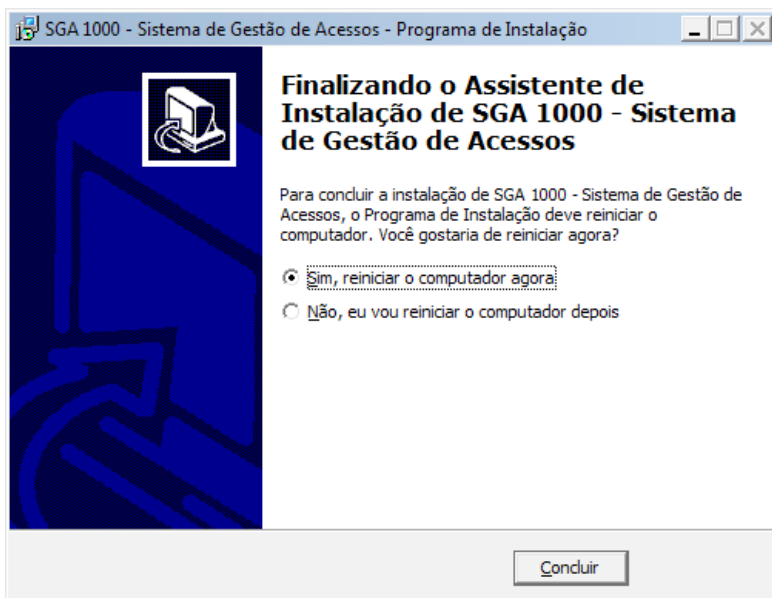 SGA 1000 - Sistema de Gestão de Acessos - Programa de Instalação
Finalizando o Assistente de
Instalação de SGA 1000 - Sistema
de Gestão de Acessos
Para concluir a instalação de SGA 1000 - Sistema de Gestão de
Acessos, o Programa de Instalação deve reiniciar o
computador. Você gostaria de reiniciar agora?
Sim, reiniciar o computador agora
Não, eu vou reiniciar o computador depois
Concluir